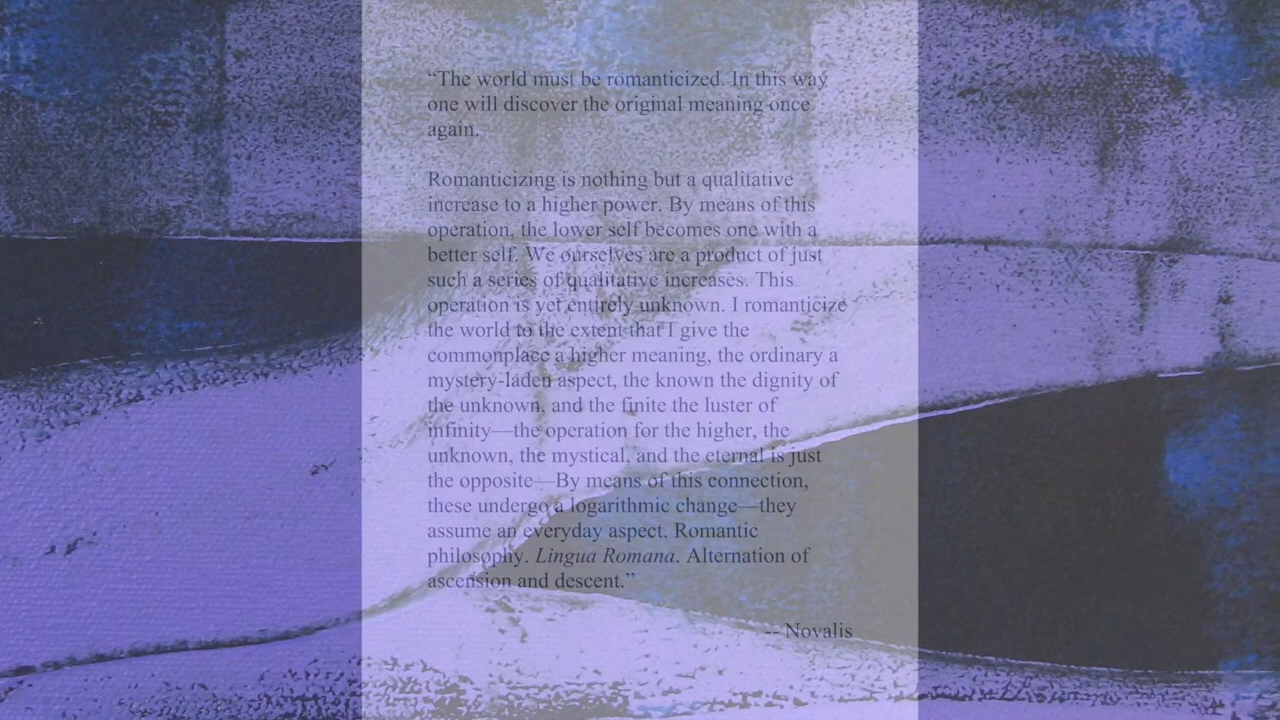 “The world must be romanticized. In this way
one will discover the original meaning once
again.
Romanticizing is nothing but a qualitative
increase to a higher power. By means of this
operation, the lower self becomes one with a
better self. We ourselves are a product of just
such a series of qualitative increases. This
operation is yet entirely unknown. I romanticize
the world to the extent that I give the
commonplace a higher meaning, the ordinary a
mystery-laden aspect, the known the dignity of
the unknown, and the finite the luster of
infinity—the operation for the higher, the
unknown, the mystical, and the eternal is just
the opposite—By means of this connection,
these undergo a logarithmic change—they
assume an everyday aspect. Romantic
philosophy. Lingua Romana. Alternation of
ascension and descent.”
-- Novalis